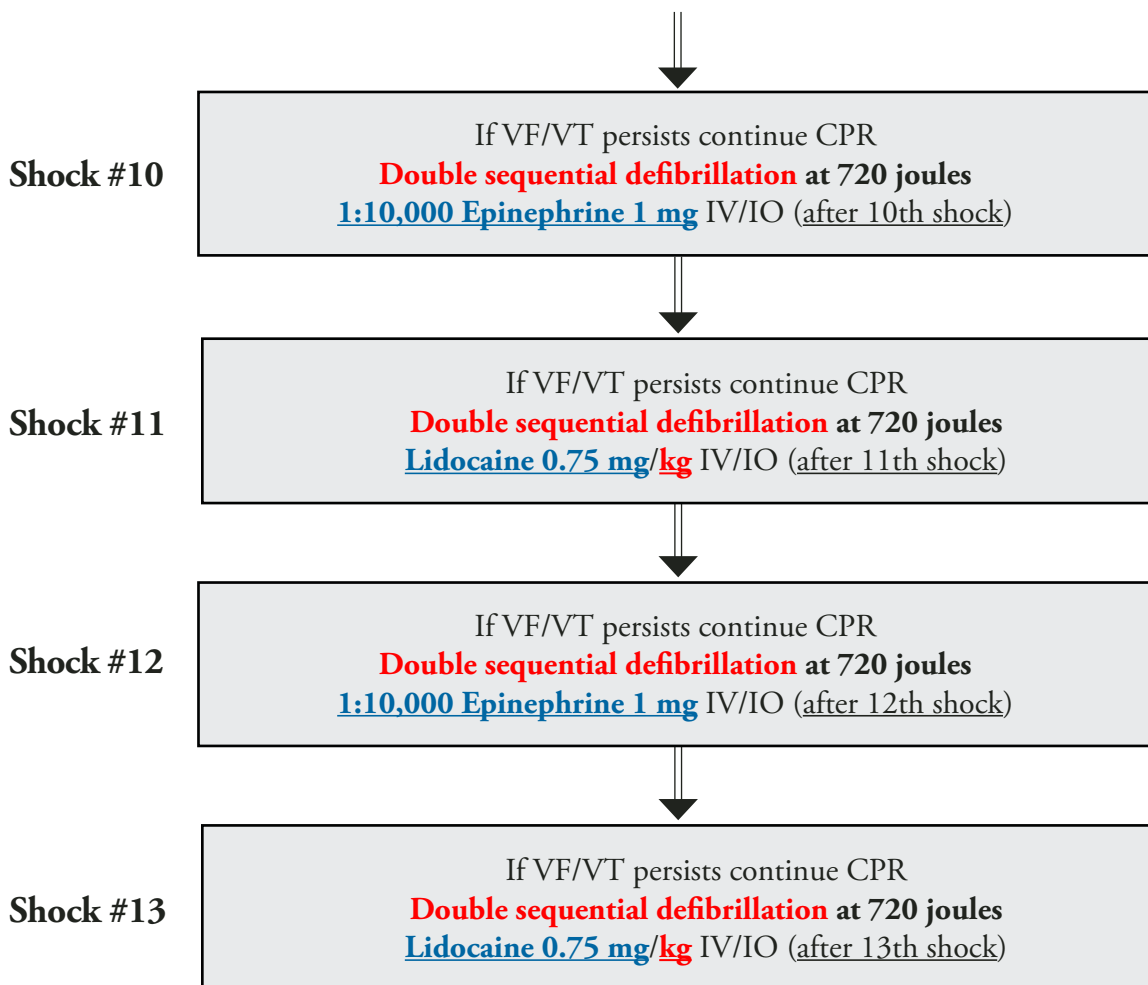 Shock #10
If VF/VT persists continue CPR
Double sequential defibrillation at 720 joules
1:10,000 Epinephrine 1 mg IV/IO (after 10th shock)
Shock #11
If VF/VT persists continue CPR
Double sequential defibrillation at 720 joules
Lidocaine 0.75 mg/kg IV/IO (after 11th shock)
Shock #12
If VF/VT persists continue CPR
Double sequential defibrillation at 720 joules
1:10,000 Epinephrine 1 mg IV/IO (after 12th shock)
Shock #13
If VF/VT persists continue CPR
Double sequential defibrillation at 720 joules
Lidocaine 0.75 mg/kg IV/IO (after 13th shock)